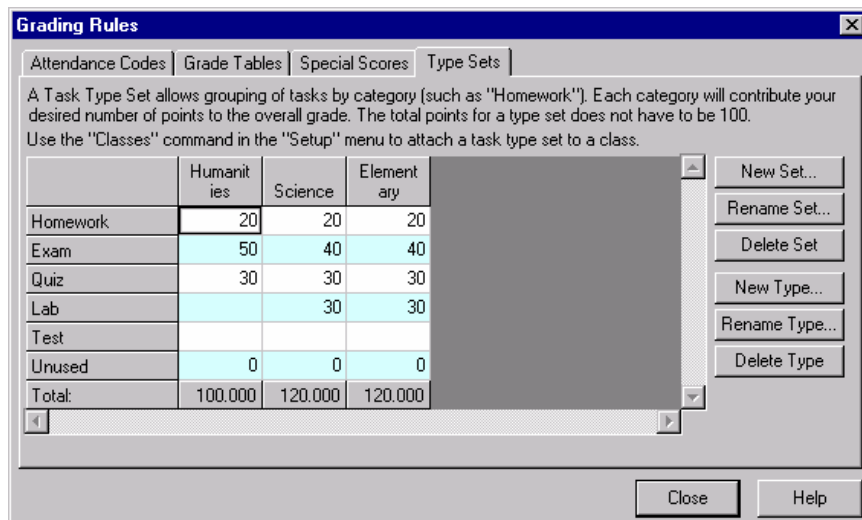 Grading Rules
Attendance Codes Grade Tables Special Scores Type Sets
A Task Type Set allows grouping of tasks by category (such as "Homework"). Each category will contribute your
desired number of points to the overall grade. The total points for a type set does not have to be 100.
Use the "Classes" command in the "Setup" menu to attach a task type set to a class.
Humanit
ies Science Element
ary
Homework 20 20 20
Exam 50 40 40
Quiz 30 30 30
Lab 30 30
Test
Unused 0 0 0
Total: 100.000 120.000 120.000
New Set...
Rename Set...
Delete Set
New Type...
Rename Type...
Delete Type
Close Help